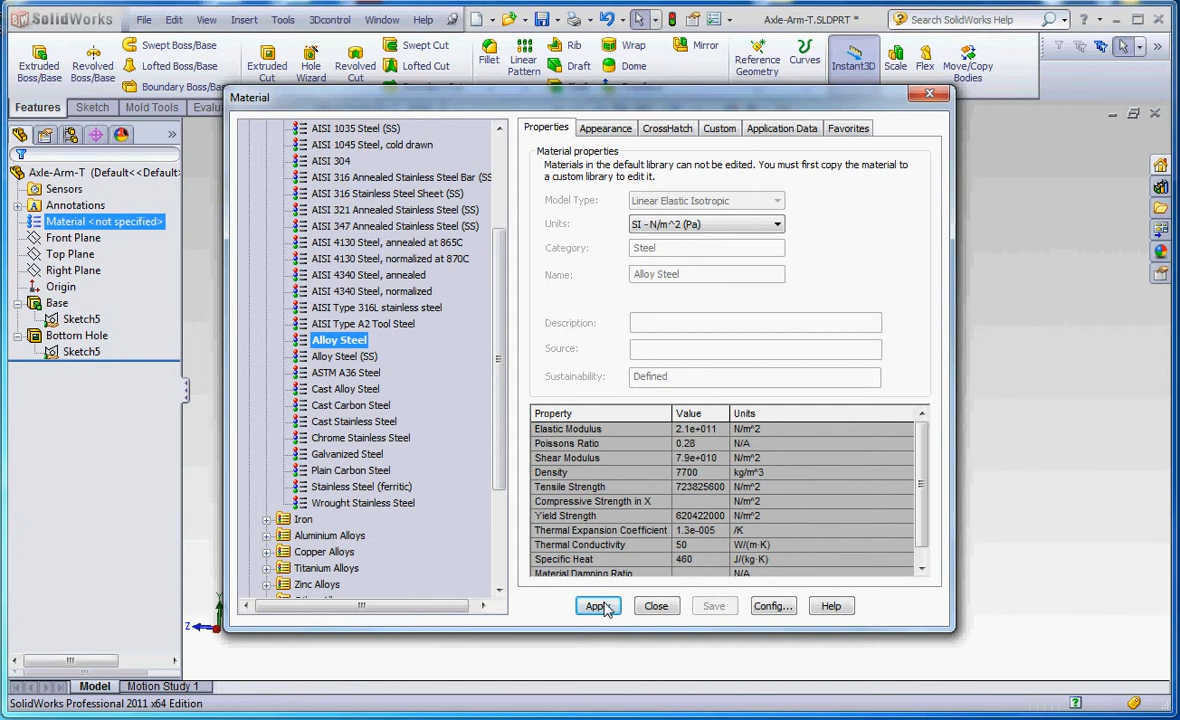 SolidWorks File Edit View Insert Tools 3Dcontrol Window Help Axle-Arm-T.SLDPRT * Search SolidWorks Help
Extruded Boss/Base
Revolved Boss/Base
Swept Boss/Base
Lofted Boss/Base
Boundary Boss/Base
Extruded Cut
Hole Wizard
Revolved Cut
Swept Cut
Lofted Cut
Fillet
Linear Pattern
Rib
Draft
Wrap
Dome
Mirror
Reference Geometry
Curves
Instant3D
Scale
Flex
Move/Copy Bodies
Features Sketch Mold Tools
Axle-Arm-T (Default<<Default
Sensors
Annotations
Material <not specified>
Front Plane
Top Plane
Right Plane
Origin
Base
Sketch5
Bottom Hole
Sketch5
Material
AISI 1035 Steel (SS)
AISI 1045 Steel, cold drawn
AISI 304
AISI 316 Annealed Stainless Steel Bar (SS
AISI 316 Stainless Steel Sheet (SS)
AISI 321 Annealed Stainless Steel (SS)
AISI 347 Annealed Stainless Steel (SS)
AISI 4130 Steel, annealed at 865C
AISI 4130 Steel, normalized at 870C
AISI 4340 Steel, annealed
AISI 4340 Steel, normalized
AISI Type 316L stainless steel
AISI Type A2 Tool Steel
Alloy Steel
Alloy Steel (SS)
ASTM A36 Steel
Cast Alloy Steel
Cast Carbon Steel
Cast Stainless Steel
Chrome Stainless Steel
Galvanized Steel
Plain Carbon Steel
Stainless Steel (ferritic)
Wrought Stainless Steel
Iron
Aluminium Alloys
Copper Alloys
Titanium Alloys
Zinc Alloys
Properties Appearance CrossHatch Custom Application Data Favorites
Material properties
Materials in the default library can not be edited. You must first copy the material to
a custom library to edit it.
Model Type: Linear Elastic Isotropic
Units: SI - N/m^2 (Pa)
Category: Steel
Name: Alloy Steel
Description:
Source:
Sustainability: Defined
Property Value Units
Elastic Modulus 2.1e+011 N/m^2
Poissons Ratio 0.28 N/A
Shear Modulus 7.9e+010 N/m^2
Density 7700 kg/m^3
Tensile Strength 723825600 N/m^2
Compressive Strength in X N/m^2
Yield Strength 620422000 N/m^2
Thermal Expansion Coefficient 1.3e-005 /K
Thermal Conductivity 50 W/(m·K)
Specific Heat 460 J/(kg·K)
Material Damping Ratio N/A
Apply Close Save Config... Help
Z Y
Model Motion Study 1
SolidWorks Professional 2011 x64 Edition